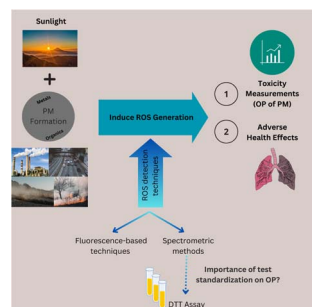 Sunlight
+
Metals
PM
Formation
Organics
Induce ROS Generation
1
Toxicity
Measurements
(OP of PM)
2
Adverse
Health Effects
ROS detection
techniques
Fluorescence-based
techniques
Spectrometric
methods
Importance of test
standardization on OP?
DTT Assay